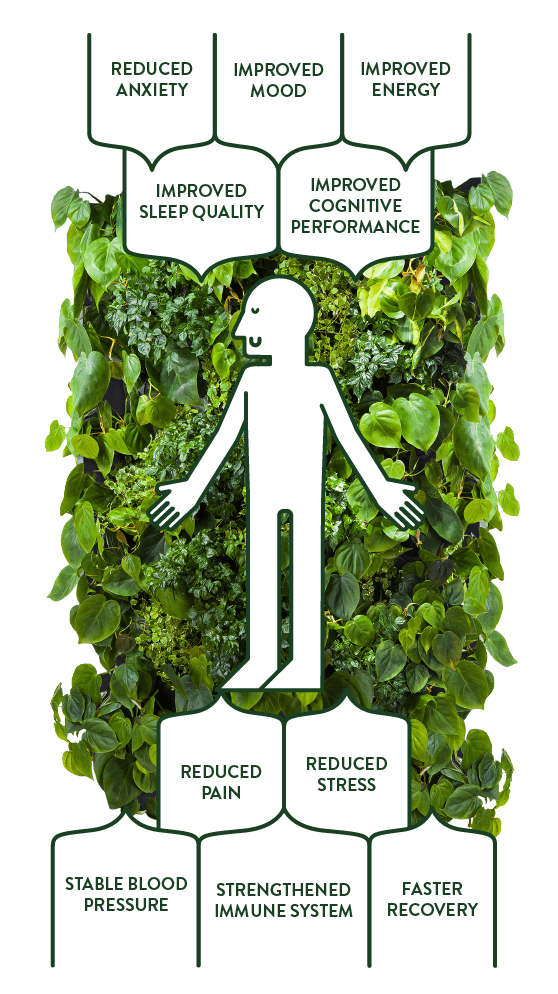 REDUCED
ANXIETY
IMPROVED
MOOD
IMPROVED
ENERGY
IMPROVED
SLEEP QUALITY
IMPROVED
COGNITIVE
PERFORMANCE
REDUCED
PAIN
REDUCED
STRESS
STABLE BLOOD
PRESSURE
STRENGTHENED
IMMUNE SYSTEM
FASTER
RECOVERY